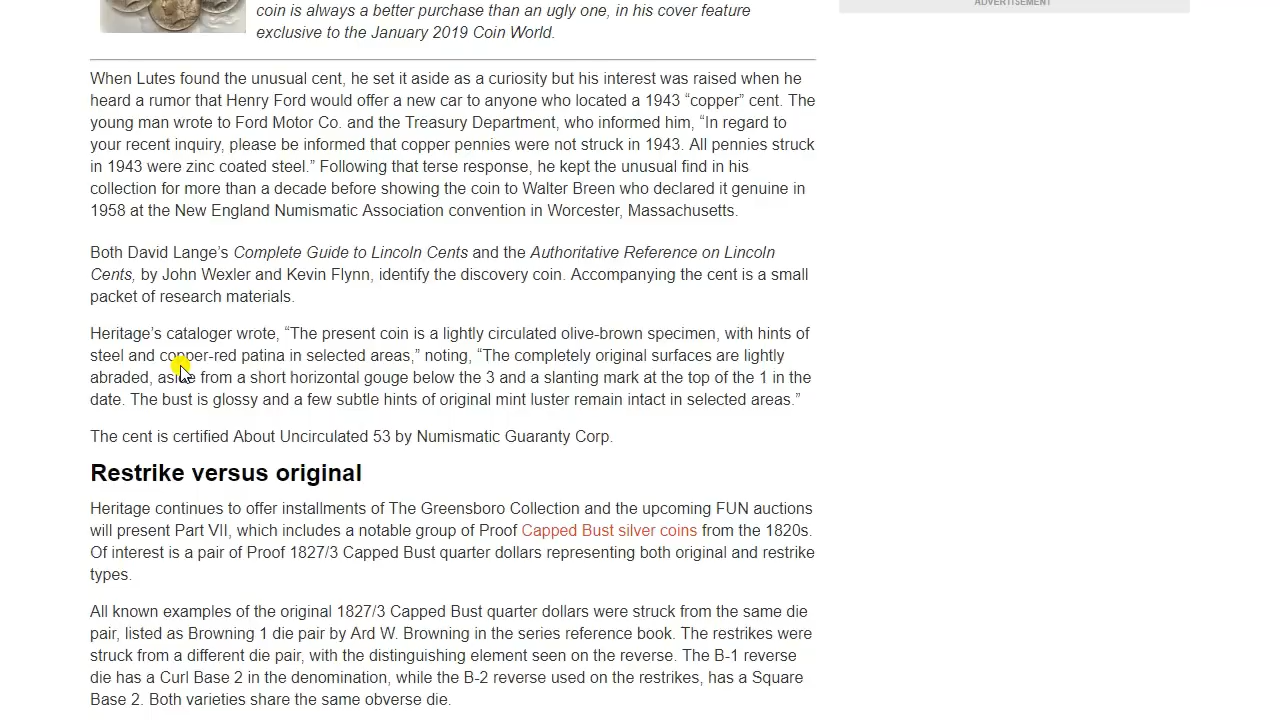 ADVERTISEMENT
coin is always a better purchase than an ugly one, in his cover feature
exclusive to the January 2019 Coin World.
When Lutes found the unusual cent, he set it aside as a curiosity but his interest was raised when he
heard a rumor that Henry Ford would offer a new car to anyone who located a 1943 “copper” cent. The
young man wrote to Ford Motor Co. and the Treasury Department, who informed him, “In regard to
your recent inquiry, please be informed that copper pennies were not struck in 1943. All pennies struck
in 1943 were zinc coated steel.” Following that terse response, he kept the unusual find in his
collection for more than a decade before showing the coin to Walter Breen who declared it genuine in
1958 at the New England Numismatic Association convention in Worcester, Massachusetts.
Both David Lange’s Complete Guide to Lincoln Cents and the Authoritative Reference on Lincoln
Cents, by John Wexler and Kevin Flynn, identify the discovery coin. Accompanying the cent is a small
packet of research materials.
Heritage’s cataloger wrote, “The present coin is a lightly circulated olive-brown specimen, with hints of
steel and copper-red patina in selected areas,” noting, “The completely original surfaces are lightly
abraded, aside from a short horizontal gouge below the 3 and a slanting mark at the top of the 1 in the
date. The bust is glossy and a few subtle hints of original mint luster remain intact in selected areas.”
The cent is certified About Uncirculated 53 by Numismatic Guaranty Corp.
Restrike versus original
Heritage continues to offer installments of The Greensboro Collection and the upcoming FUN auctions
will present Part VII, which includes a notable group of Proof Capped Bust silver coins from the 1820s.
Of interest is a pair of Proof 1827/3 Capped Bust quarter dollars representing both original and restrike
types.
All known examples of the original 1827/3 Capped Bust quarter dollars were struck from the same die
pair, listed as Browning 1 die pair by Ard W. Browning in the series reference book. The restrikes were
struck from a different die pair, with the distinguishing element seen on the reverse. The B-1 reverse
die has a Curl Base 2 in the denomination, while the B-2 reverse used on the restrikes, has a Square
Base 2. Both varieties share the same obverse die.